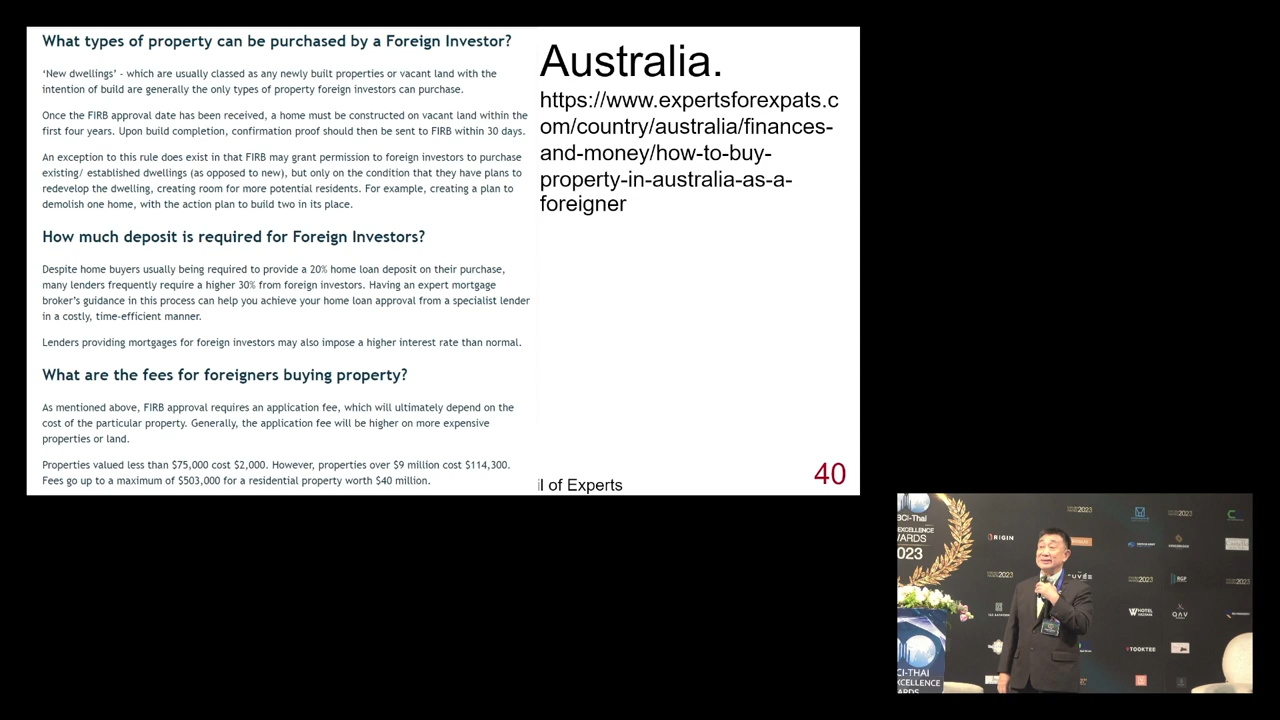 What types of property can be purchased by a Foreign Investor?
‘New dwellings’ - which are usually classed as any newly built properties or vacant land with the
intention of build are generally the only types of property foreign investors can purchase.
Once the FIRB approval date has been received, a home must be constructed on vacant land within the
first four years. Upon build completion, confirmation proof should then be sent to FIRB within 30 days.
An exception to this rule does exist in that FIRB may grant permission to foreign investors to purchase
existing/ established dwellings (as opposed to new), but only on the condition that they have plans to
redevelop the dwelling, creating room for more potential residents. For example, creating a plan to
demolish one home, with the action plan to build two in its place.
How much deposit is required for Foreign Investors?
Despite home buyers usually being required to provide a 20% home loan deposit on their purchase,
many lenders frequently require a higher 30% from foreign investors. Having an expert mortgage
broker’s guidance in this process can help you achieve your home loan approval from a specialist lender
in a costly, time-efficient manner.
Lenders providing mortgages for foreign investors may also impose a higher interest rate than normal.
What are the fees for foreigners buying property?
As mentioned above, FIRB approval requires an application fee, which will ultimately depend on the
cost of the particular property. Generally, the application fee will be higher on more expensive
properties or land.
Properties valued less than $75,000 cost $2,000. However, properties over $9 million cost $114,300.
Fees go up to a maximum of $503,000 for a residential property worth $40 million.
Australia.
https://www.expertsforexpats.c
om/country/australia/finances-
and-money/how-to-buy-
property-in-australia-as-a-
foreigner
il of Experts
40
BCI-Thai
EXCELLENCE
WARDS
023
RIGIN
2023
2023
W HOTEL
QAV
TOOKTEE
BCI-THAI
EXCELLENCE
ARDS